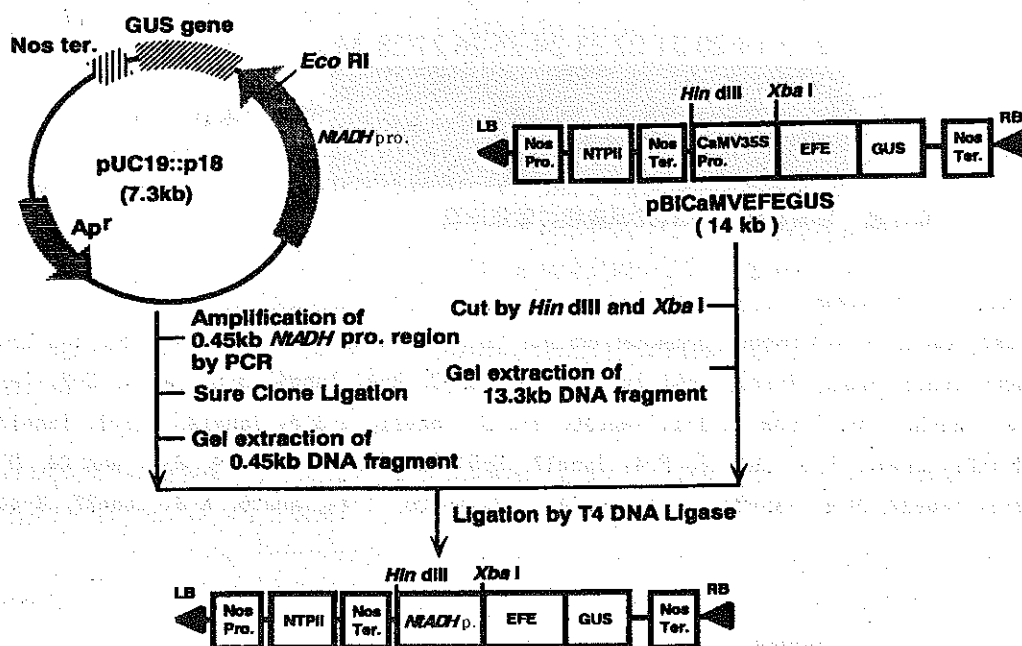 GUS gene
Nos ter.
Eco RI
NtADH pro.
pUC19::p18
(7.3kb)
Apr
Hin dIII
Xba I
LB
RB
Nos Pro.
NTPII
Nos Ter.
CaMV35S Pro.
EFE
GUS
Nos Ter.
pBICaMVEFEGUS
(14 kb)
Amplification of
0.45kb NtADH pro. region
by PCR
Sure Clone Ligation
Gel extraction of
0.45kb DNA fragment
Cut by Hin dIII and Xba I
Gel extraction of
13.3kb DNA fragment
Ligation by T4 DNA Ligase
Hin dIII
Xba I
LB
RB
Nos Pro.
NTPII
Nos Ter.
NtADH p.
EFE
GUS
Nos Ter.